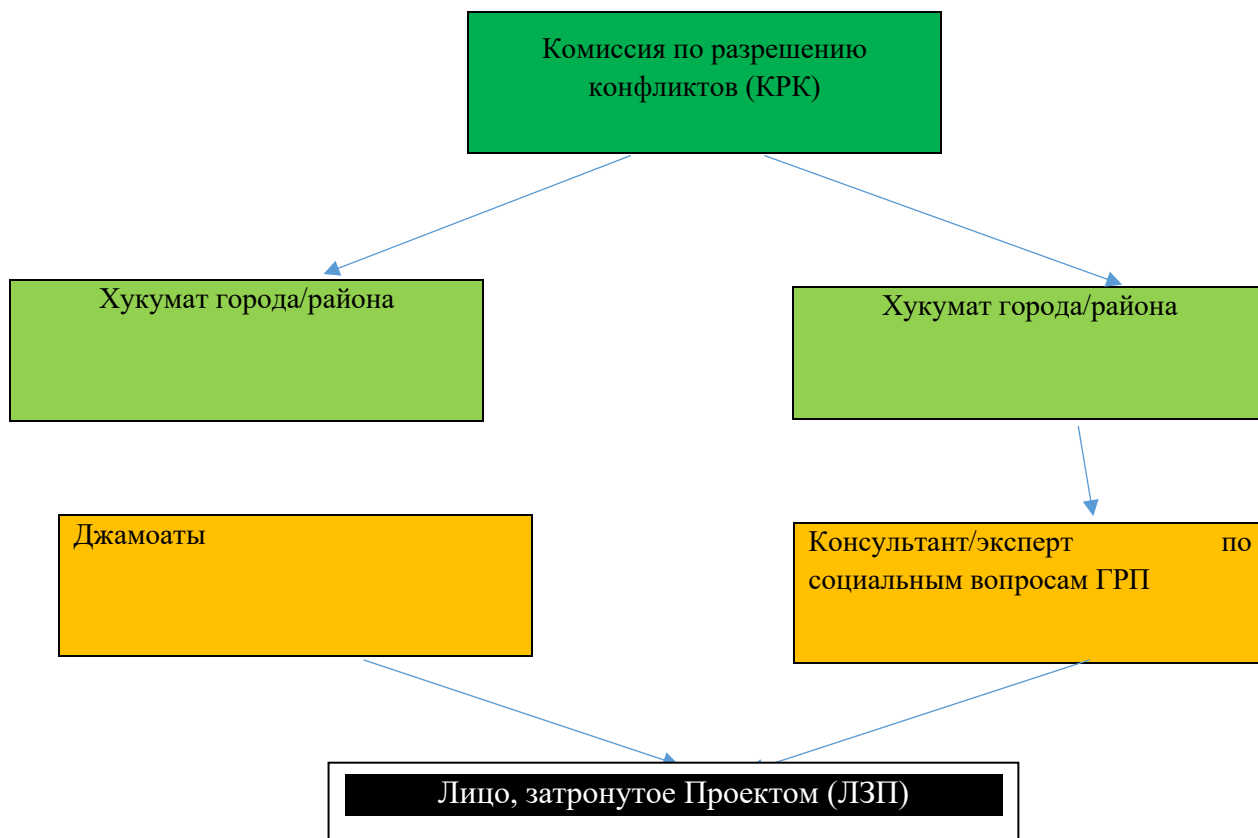 Комиссия по разрешению
конфликтов (КРК)
Хукумат города/района
Хукумат города/района
Джамоаты
Консультант/эксперт по
социальным вопросам ГРП
Лицо, затронутое Проектом (ЛЗП)